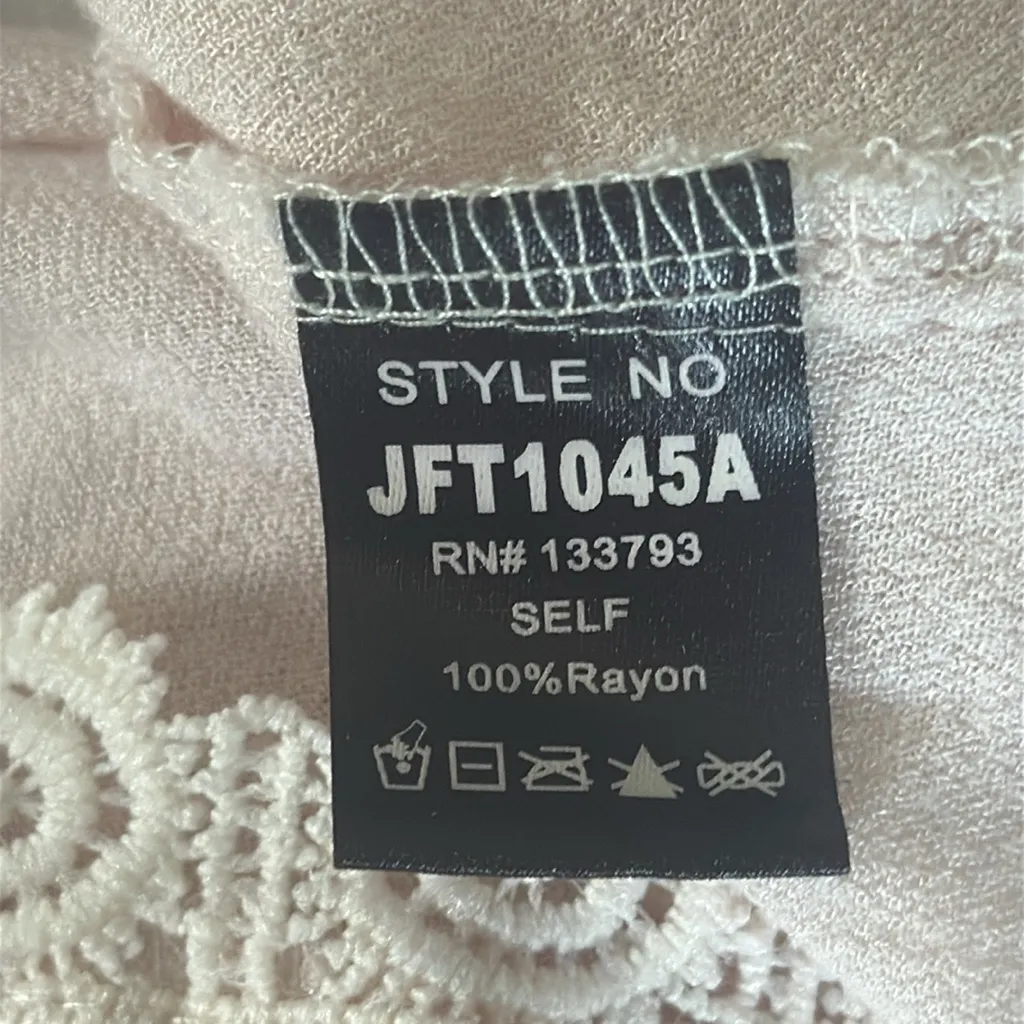 STYLE NO
JFT1045A
RN# 133793
SELF
100%Rayon